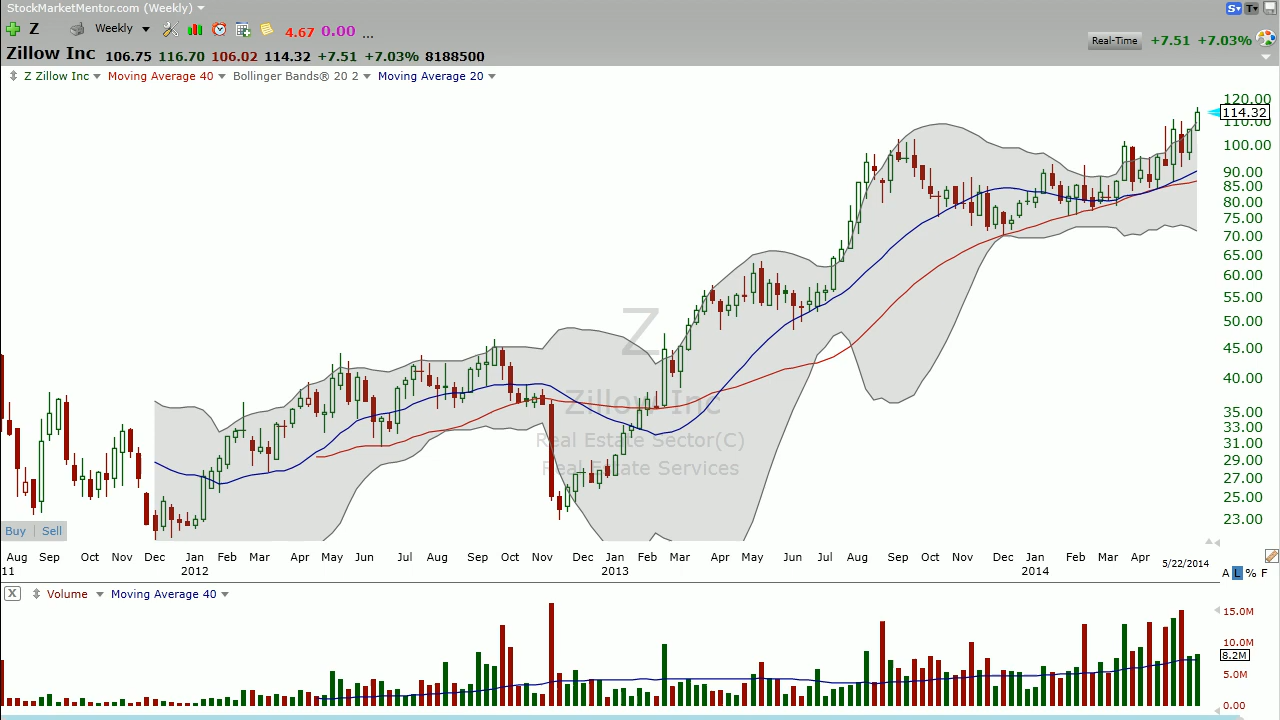 StockMarketMentor.com (Weekly)
S T
Z Weekly 4.67 0.00 ...
Zillow Inc 106.75 116.70 106.02 114.32 +7.51 +7.03% 8188500
Real-Time +7.51 +7.03%
Z Zillow Inc Moving Average 40 Bollinger Bands® 20 2 Moving Average 20
120.00
114.32
110.00
100.00
90.00
85.00
80.00
75.00
70.00
65.00
60.00
55.00
50.00
45.00
40.00
35.00
33.00
31.00
29.00
27.00
25.00
23.00
Z
Zillow Inc
Real Estate Sector(C)
Real Estate Services
Buy Sell
Aug Sep Oct Nov Dec Jan Feb Mar Apr May Jun Jul Aug Sep Oct Nov Dec Jan Feb Mar Apr May Jun Jul Aug Sep Oct Nov Dec Jan Feb Mar Apr 5/22/2014
11 2012 2013 2014
A L % F
X Volume Moving Average 40
15.0M
10.0M
8.2M
5.0M
0.00